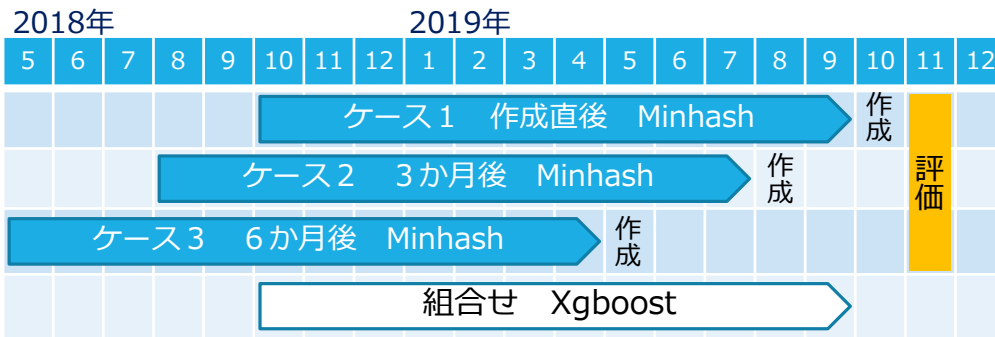 2018年 2019年
5 6 7 8 9 10 11 12 1 2 3 4 5 6 7 8 9 10 11 12
ケース1 作成直後 Minhash
作成
ケース2 3か月後 Minhash
作成
評価
ケース3 6か月後 Minhash
作成
組合せ Xgboost